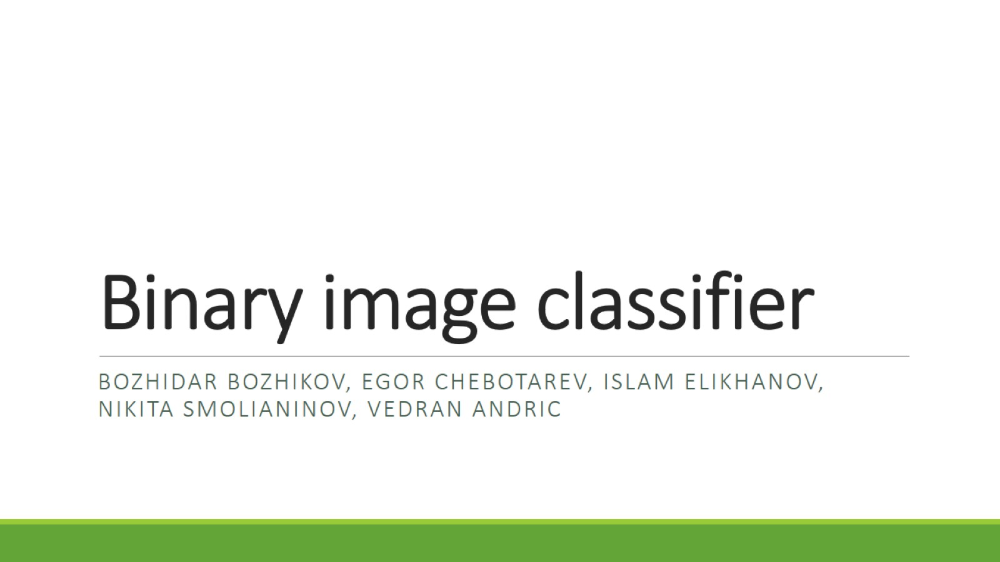 Binary image classifier
BOZHIDAR BOZHIKOV, EGOR CHEBOTAREV, ISLAM ELIKHANOV,
NIKITA SMOLIANINOV, VEDRAN ANDRIC